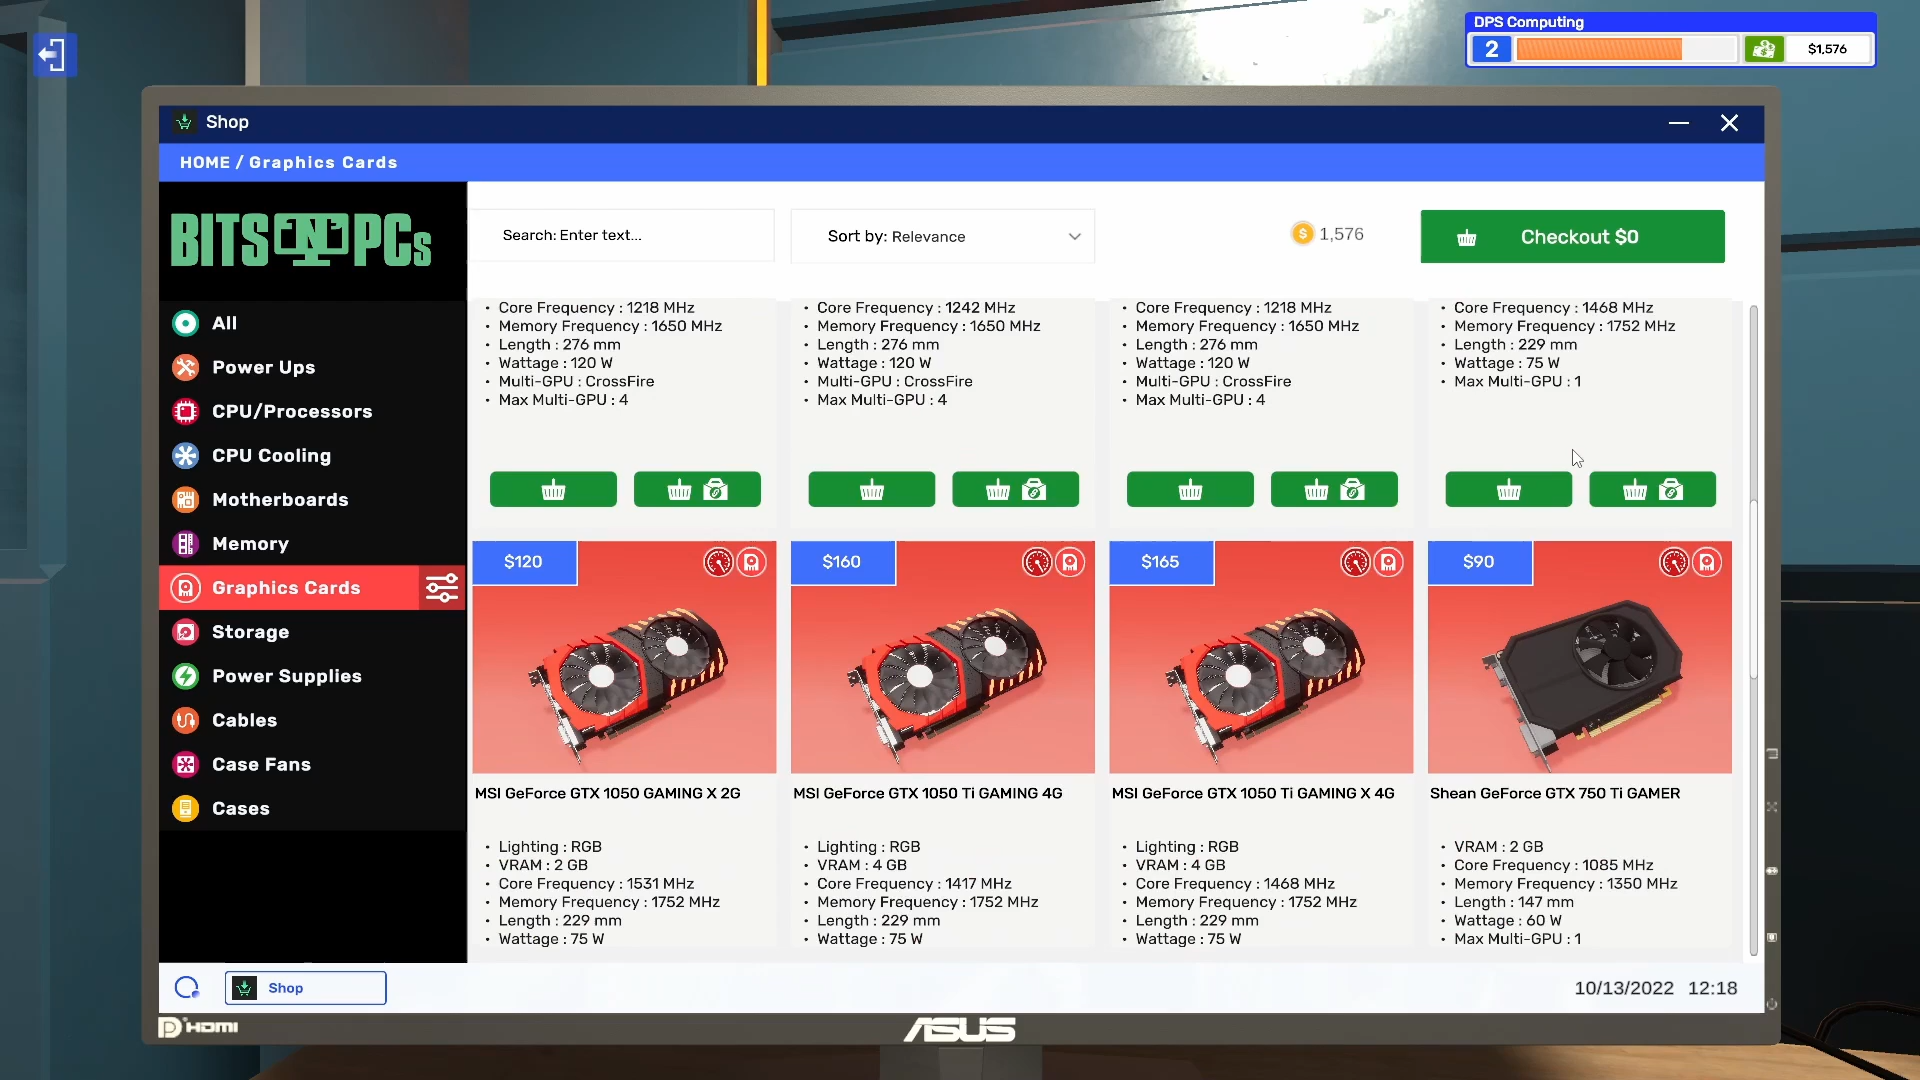 DPS Computing
2
$1,576
Shop
HOME / Graphics Cards
BITS N PCs
Search: Enter text...
Sort by: Relevance
$ 1,576
Checkout $0
All
Power Ups
CPU/Processors
CPU Cooling
Motherboards
Memory
Graphics Cards
Storage
Power Supplies
Cables
Case Fans
Cases
• Core Frequency : 1218 MHz
• Memory Frequency : 1650 MHz
• Length : 276 mm
• Wattage : 120 W
• Multi-GPU : CrossFire
• Max Multi-GPU : 4
• Core Frequency : 1242 MHz
• Memory Frequency : 1650 MHz
• Length : 276 mm
• Wattage : 120 W
• Multi-GPU : CrossFire
• Max Multi-GPU : 4
• Core Frequency : 1218 MHz
• Memory Frequency : 1650 MHz
• Length : 276 mm
• Wattage : 120 W
• Multi-GPU : CrossFire
• Max Multi-GPU : 4
• Core Frequency : 1468 MHz
• Memory Frequency : 1752 MHz
• Length : 229 mm
• Wattage : 75 W
• Max Multi-GPU : 1
$120
MSI GeForce GTX 1050 GAMING X 2G
• Lighting : RGB
• VRAM : 2 GB
• Core Frequency : 1531 MHz
• Memory Frequency : 1752 MHz
• Length : 229 mm
• Wattage : 75 W
$160
MSI GeForce GTX 1050 Ti GAMING 4G
• Lighting : RGB
• VRAM : 4 GB
• Core Frequency : 1417 MHz
• Memory Frequency : 1752 MHz
• Length : 229 mm
• Wattage : 75 W
$165
MSI GeForce GTX 1050 Ti GAMING X 4G
• Lighting : RGB
• VRAM : 4 GB
• Core Frequency : 1468 MHz
• Memory Frequency : 1752 MHz
• Length : 229 mm
• Wattage : 75 W
$90
Shean GeForce GTX 750 Ti GAMER
• VRAM : 2 GB
• Core Frequency : 1085 MHz
• Memory Frequency : 1350 MHz
• Length : 147 mm
• Wattage : 60 W
• Max Multi-GPU : 1
Shop
10/13/2022 12:18
HDMI
ASUS